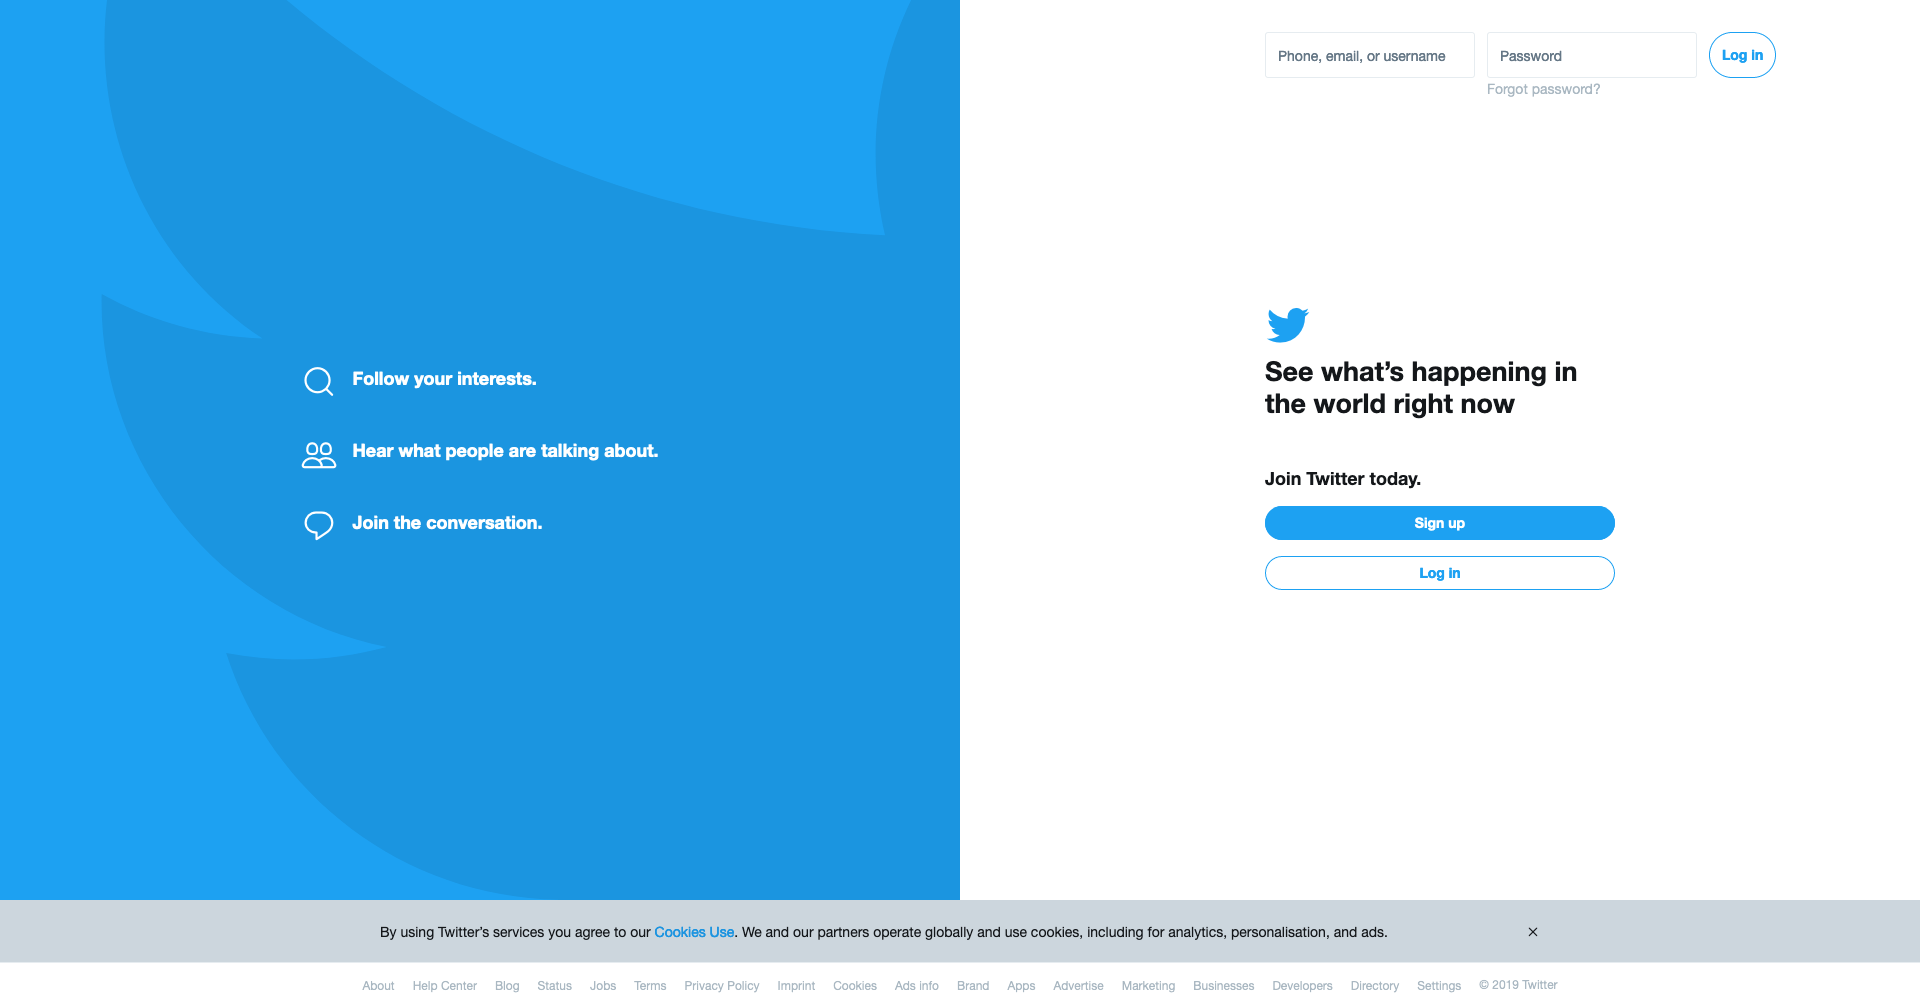 Phone, email, or username
Password
Log in
Forgot password?
Follow your interests.
Hear what people are talking about.
Join the conversation.
See what’s happening in
the world right now
Join Twitter today.
Sign up
Log in
By using Twitter’s services you agree to our Cookies Use. We and our partners operate globally and use cookies, including for analytics, personalisation, and ads.
About Help Center Blog Status Jobs Terms Privacy Policy Imprint Cookies Ads info Brand Apps Advertise Marketing Businesses Developers Directory Settings © 2019 Twitter